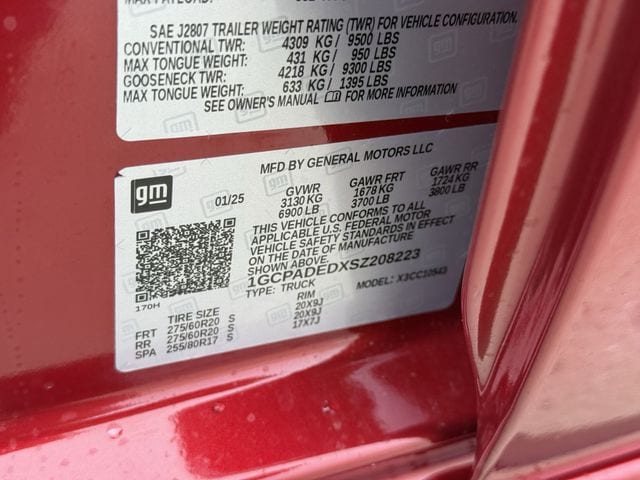 MAX PAYLOAD:
SAE J2807 TRAILER WEIGHT RATING (TWR) FOR VEHICLE CONFIGURATION.
CONVENTIONAL TWR: 4309 KG/ 9500 LBS
MAX TONGUE WEIGHT: 431 KG/ 950 LBS
GOOSENECK TWR: 4218 KG/ 9300 LBS
MAX TONGUE WEIGHT: 633 KG/ 1395 LBS
SEE OWNER'S MANUAL FOR MORE INFORMATION
MFD BY GENERAL MOTORS LLC
gm
01/25
GVWR GAWR FRT GAWR RR
3130 KG 1678 KG 1724 KG
6900 LB 3700 LB 3800 LB
THIS VEHICLE CONFORMS TO ALL
APPLICABLE U.S. FEDERAL MOTOR
VEHICLE SAFETY STANDARDS IN EFFECT
ON THE DATE OF MANUFACTURE SHOWN ABOVE.
1GCPADEDXSZ208223
TYPE: TRUCK MODEL: X3CC10543
170H
TIRE SIZE RIM
FRT 275/60R20 S 20X9J
RR 275/60R20 S 20X9J
SPA 255/80R17 S 17X7J